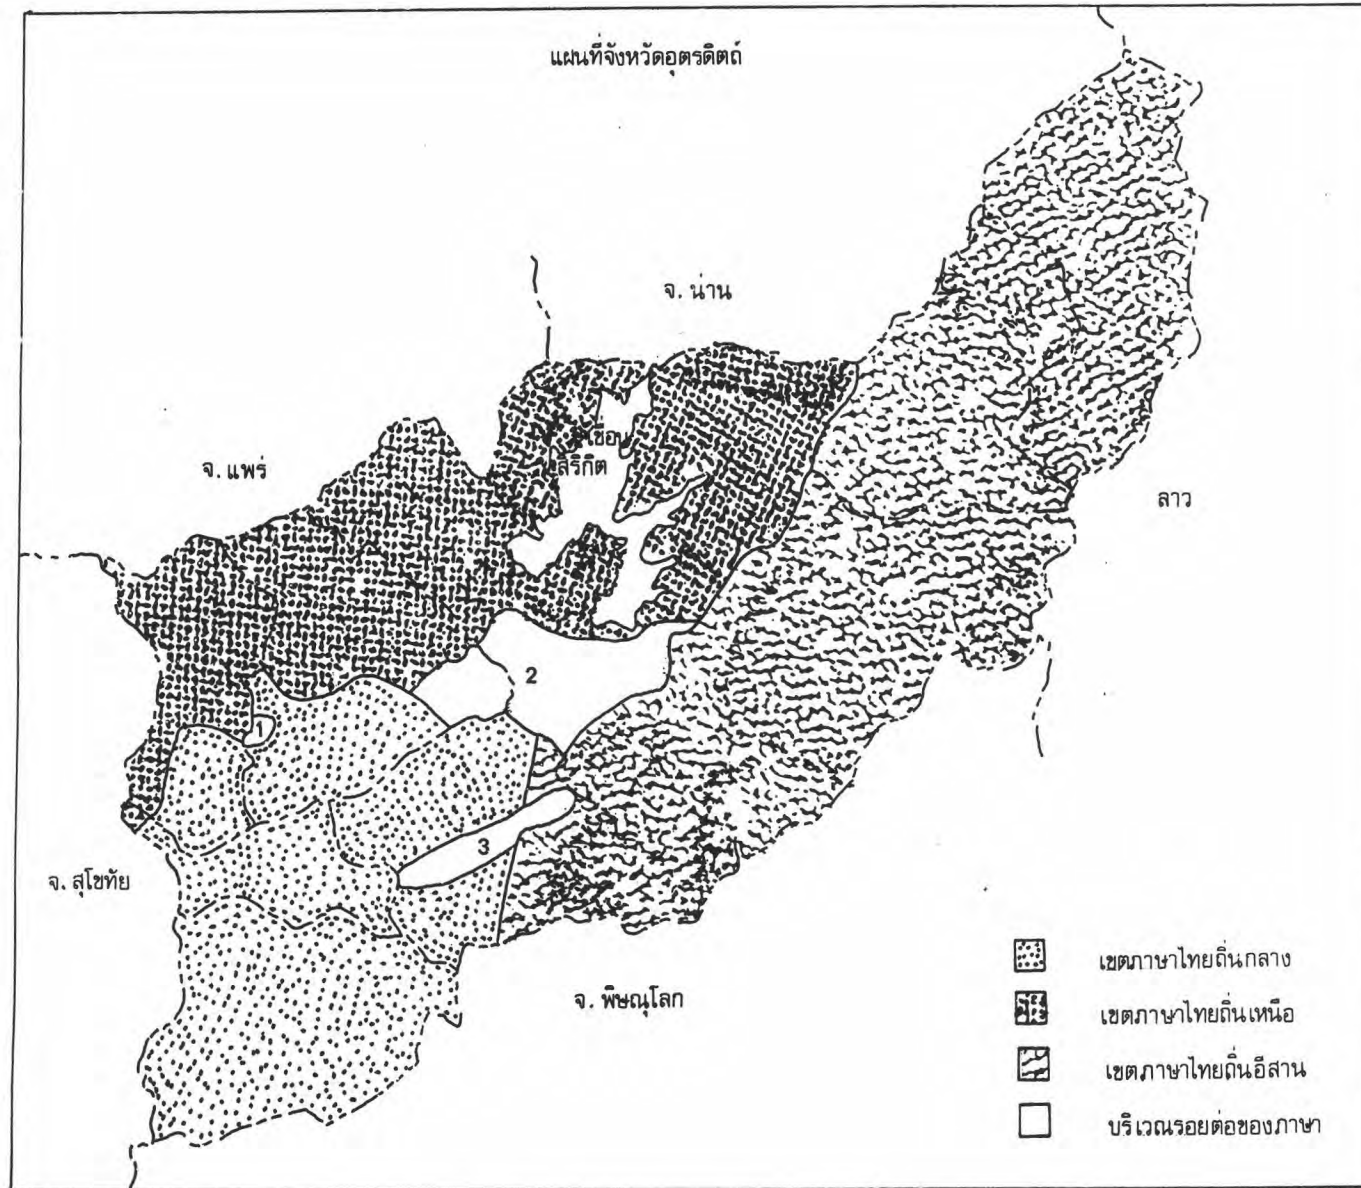 แผนที่จังหวัดอุตรดิตถ์
จ. น่าน
เขื่อน
สิริกิต
จ. แพร่
ลาว
2
1
3
จ. สุโขทัย
จ. พิษณุโลก
เขตภาษาไทยถิ่นกลาง
เขตภาษาไทยถิ่นเหนือ
เขตภาษาไทยถิ่นอีสาน
บริเวณรอยต่อของภาษา